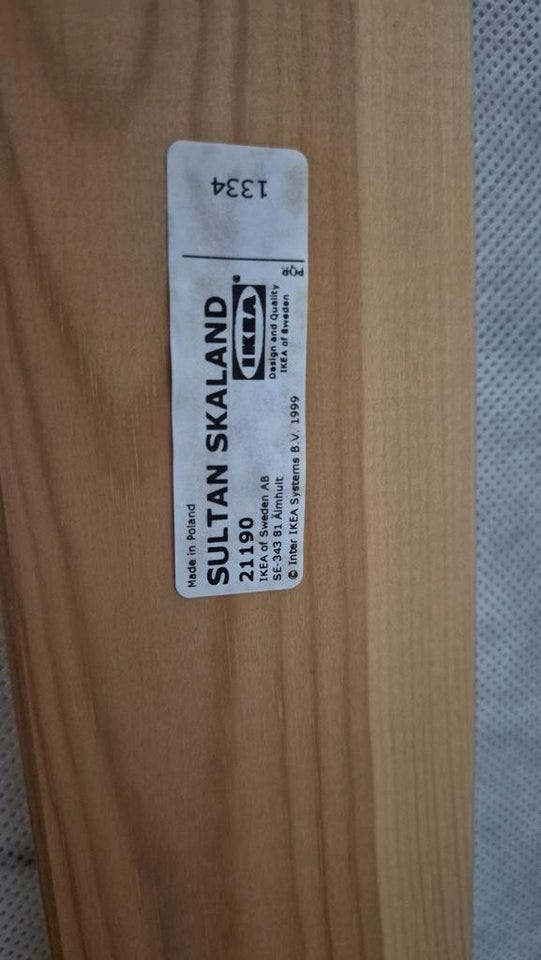 Made in Poland
SULTAN SKALAND
21190
IKEA of Sweden AB
SE-343 81 Älmhult
© Inter IKEA Systems B.V. 1999
IKEA®
Design and Quality
IKEA of Sweden
PQR
1334